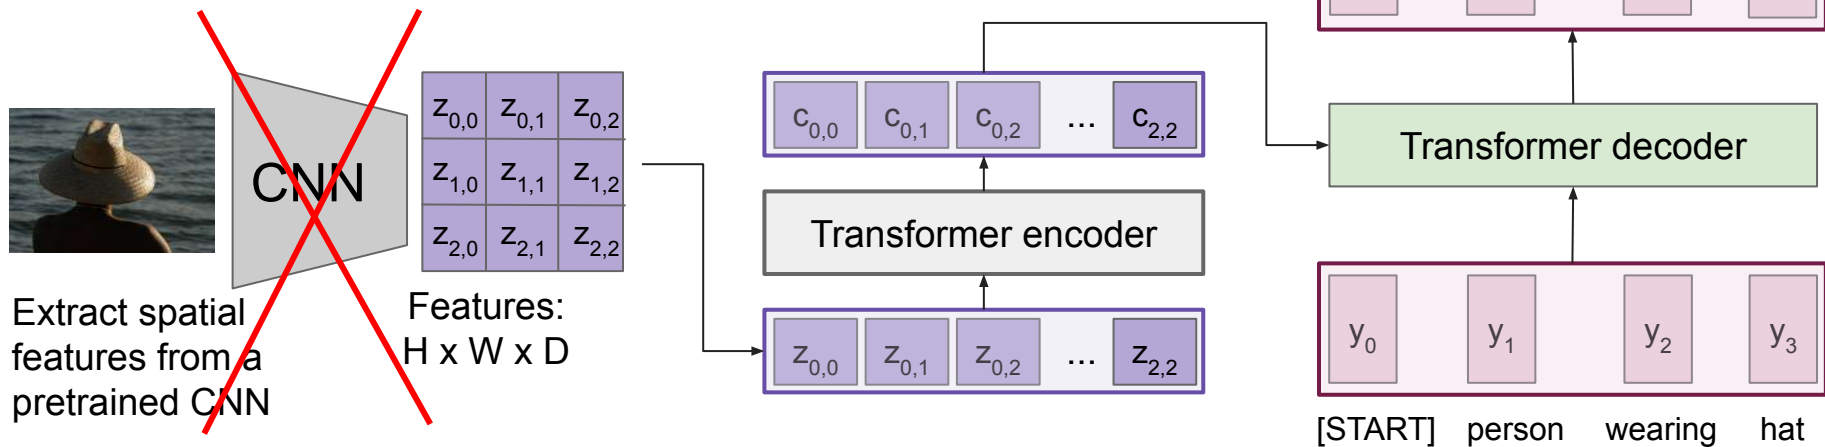 CNN
Extract spatial
features from a
pretrained CNN
z0,0 z0,1 z0,2
z1,0 z1,1 z1,2
z2,0 z2,1 z2,2
Features:
H x W x D
c0,0 c0,1 c0,2 ... c2,2
Transformer encoder
z0,0 z0,1 z0,2 ... z2,2
Transformer decoder
y0 y1 y2 y3
[START] person wearing hat